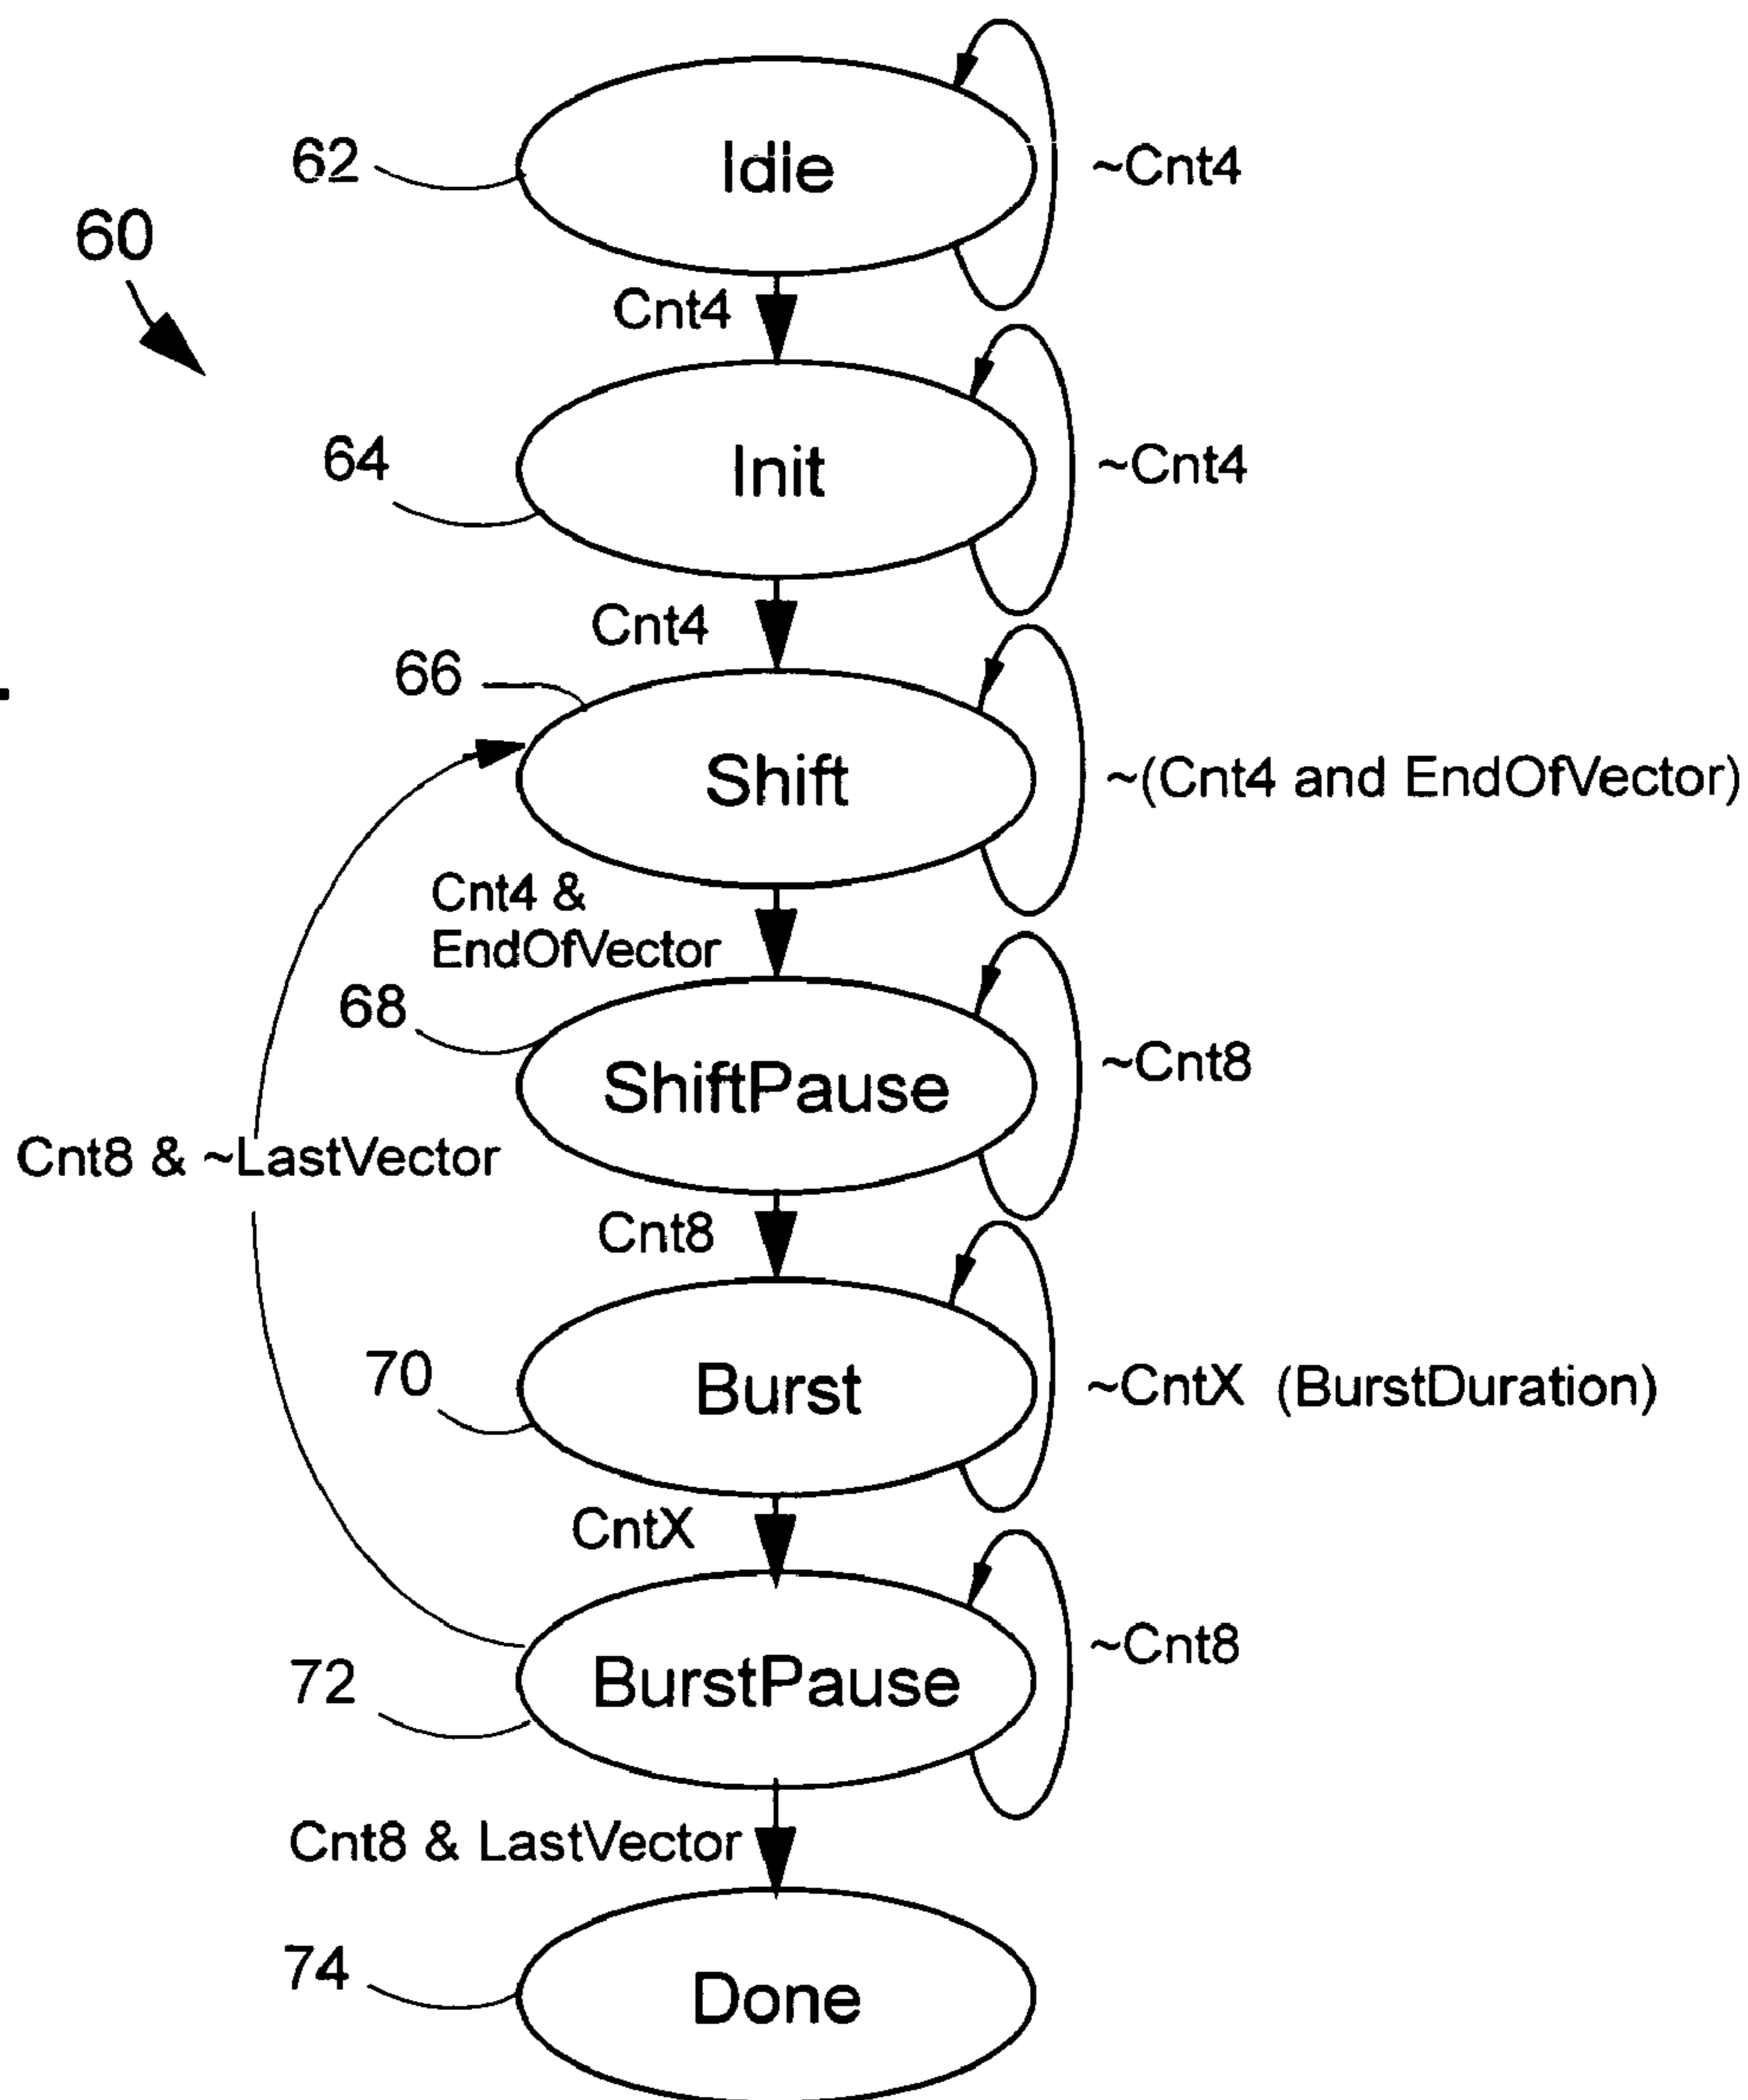 62
Idle
~Cnt4
60
Cnt4
64
Init
~Cnt4
Cnt4
66
Shift
~(Cnt4 and EndOfVector)
Cnt4 &
EndOfVector
68
ShiftPause
~Cnt8
Cnt8 & ~LastVector
Cnt8
70
Burst
~CntX (BurstDuration)
CntX
72
BurstPause
~Cnt8
Cnt8 & LastVector
74
Done